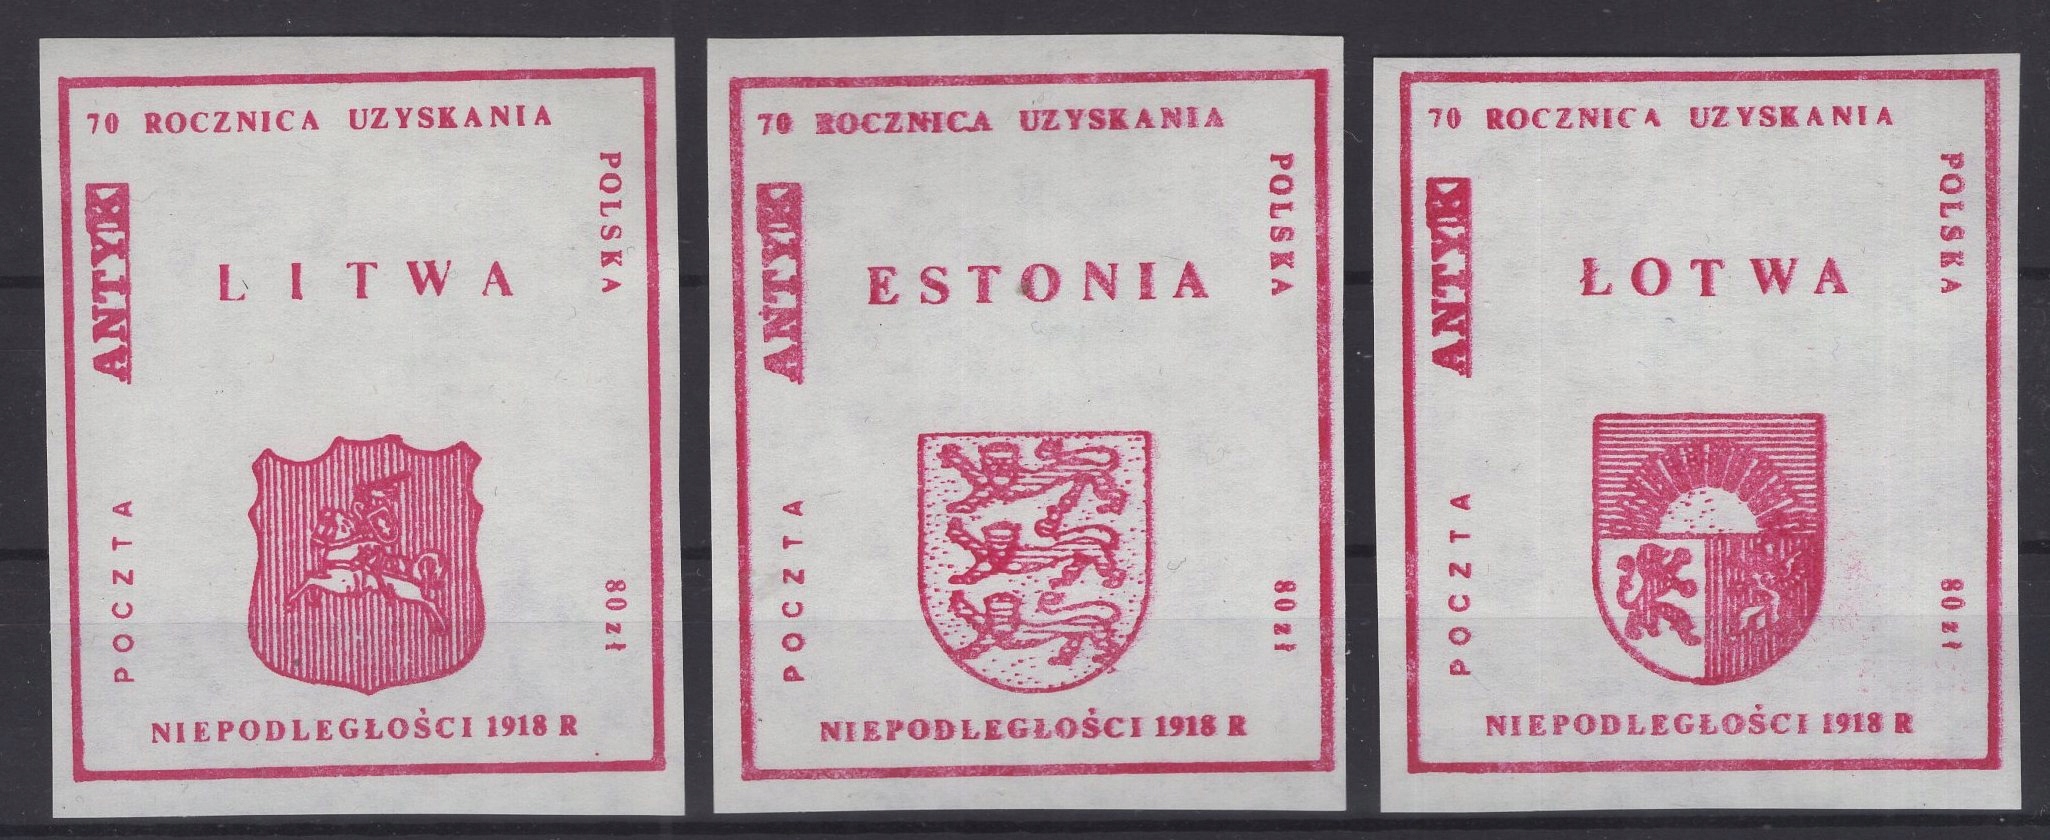 70 ROCZNICA UZYSKANIA
POLSKA
ANTYK
LITWA
POCZTA
80 zł
NIEPODLEGŁOŚCI 1918 R
70 ROCZNICA UZYSKANIA
POLSKA
ANTYK
ESTONIA
POCZTA
80 zł
NIEPODLEGŁOŚCI 1918 R
70 ROCZNICA UZYSKANIA
POLSKA
ANTYK
ŁOTWA
POCZTA
80 zł
NIEPODLEGŁOŚCI 1918 R